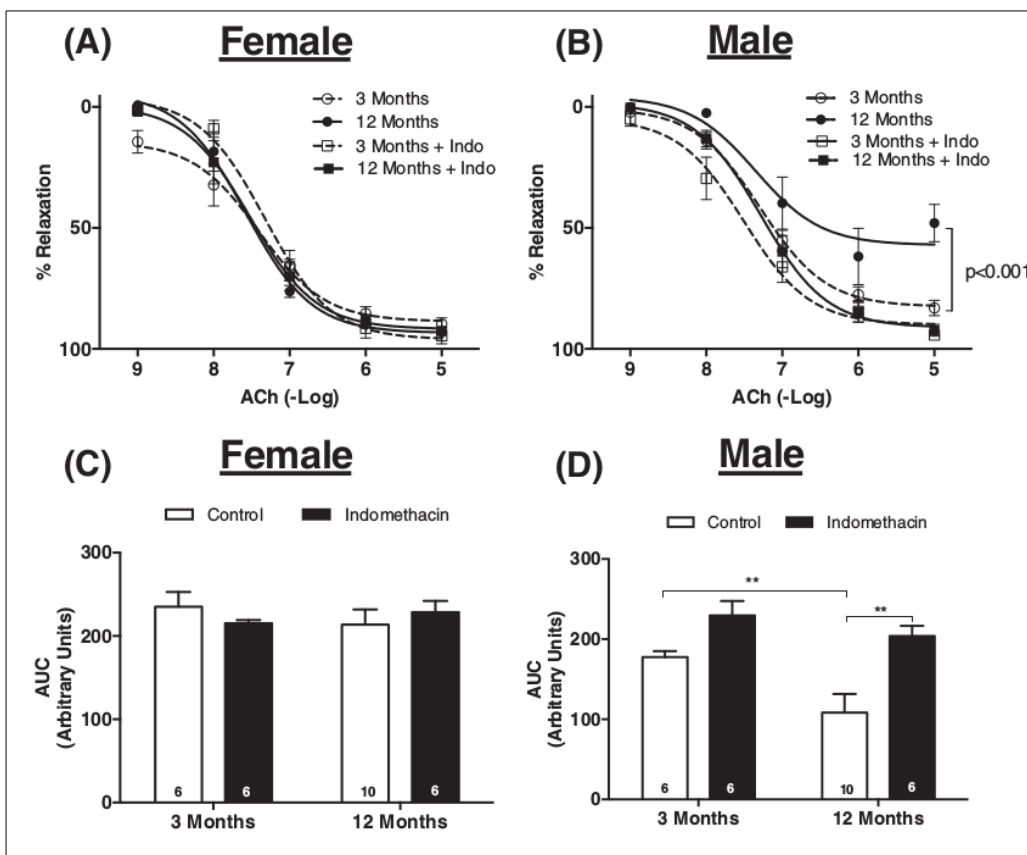 (A) Female
3 Months
12 Months
3 Months + Indo
12 Months + Indo
% Relaxation
0
50
100
9 8 7 6 5
ACh (-Log)
(B) Male
3 Months
12 Months
3 Months + Indo
12 Months + Indo
% Relaxation
0
50
100
p<0.001
9 8 7 6 5
ACh (-Log)
(C) Female
Control Indomethacin
AUC
(Arbitrary Units)
300
200
100
0
6 6 10 6
3 Months 12 Months
(D) Male
Control Indomethacin
AUC
(Arbitrary Units)
300
200
100
0
**
**
6 6 10 6
3 Months 12 Months